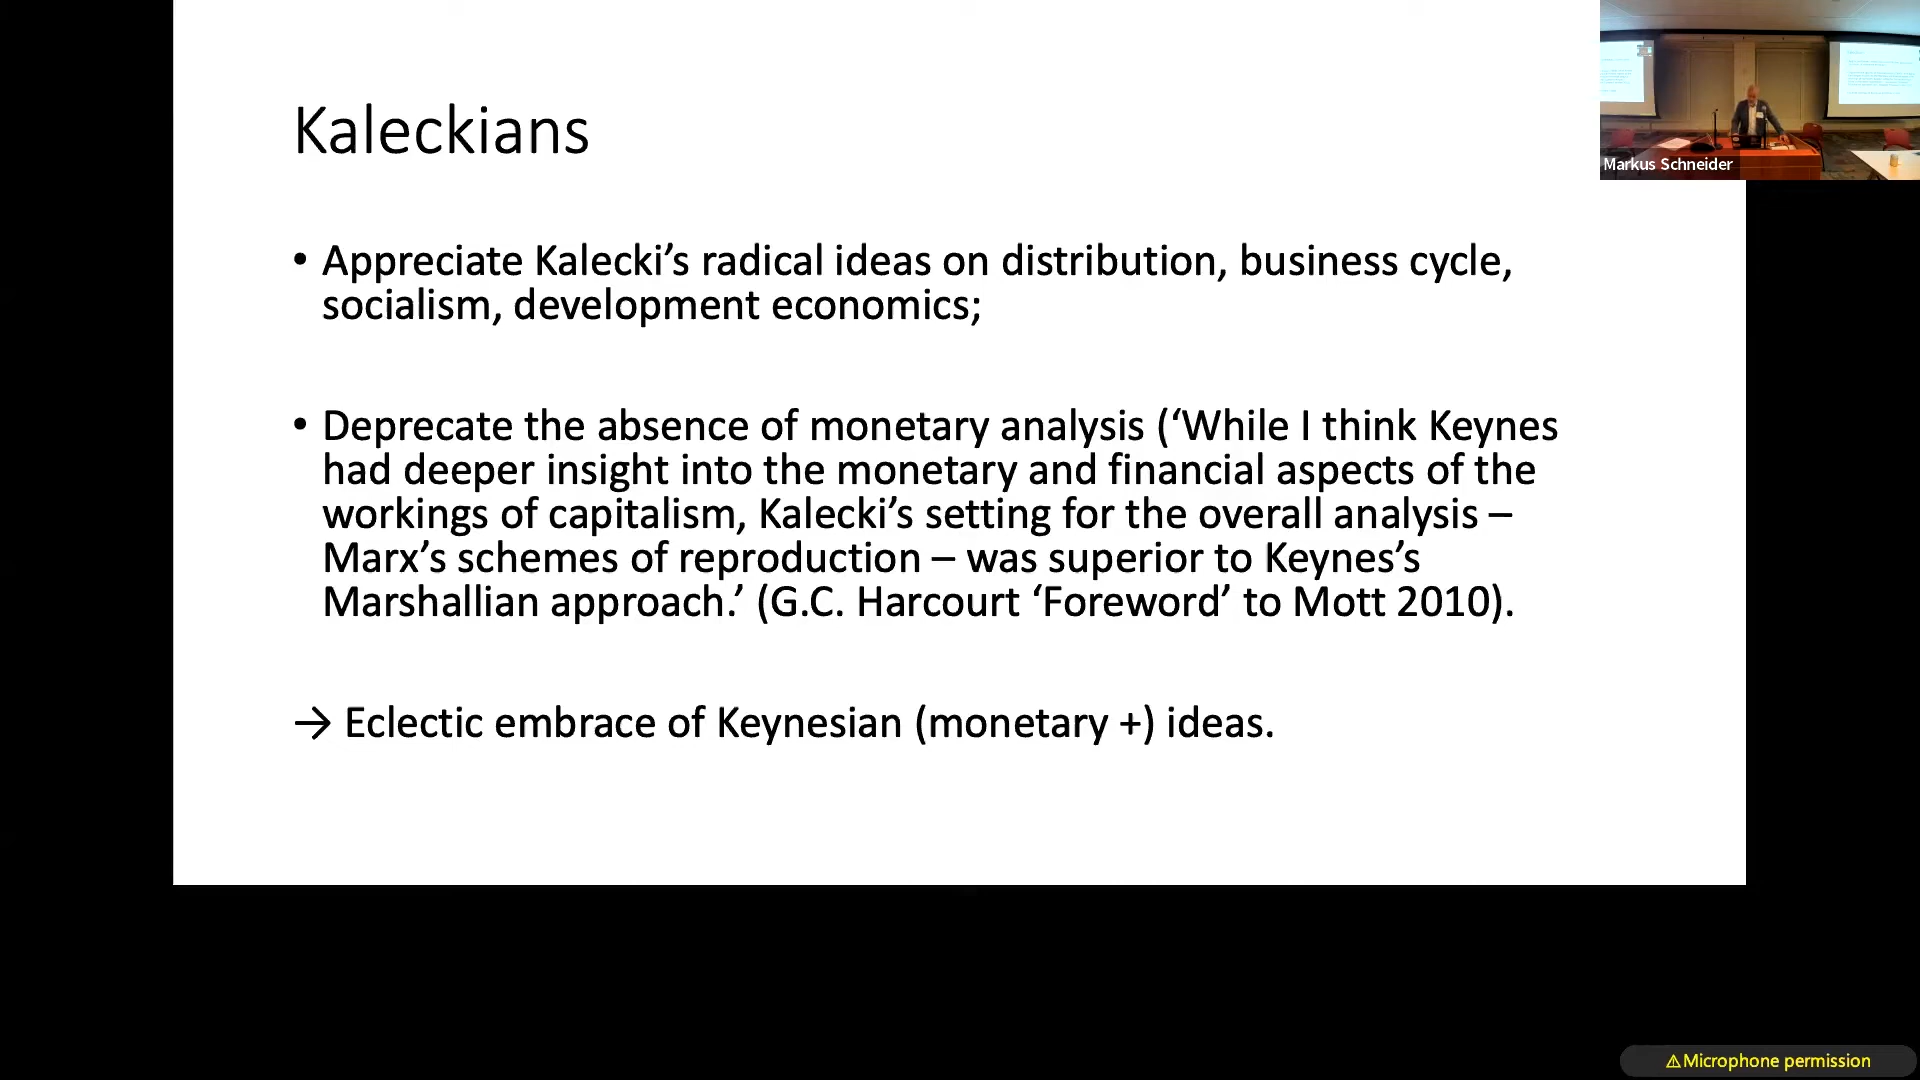 Kaleckians
• Appreciate Kalecki’s radical ideas on distribution, business cycle,
socialism, development economics;
• Deprecate the absence of monetary analysis (‘While I think Keynes
had deeper insight into the monetary and financial aspects of the
workings of capitalism, Kalecki’s setting for the overall analysis –
Marx’s schemes of reproduction – was superior to Keynes’s
Marshallian approach.’ (G.C. Harcourt ‘Foreword’ to Mott 2010).
→ Eclectic embrace of Keynesian (monetary +) ideas.
Markus Schneider
⚠Microphone permission